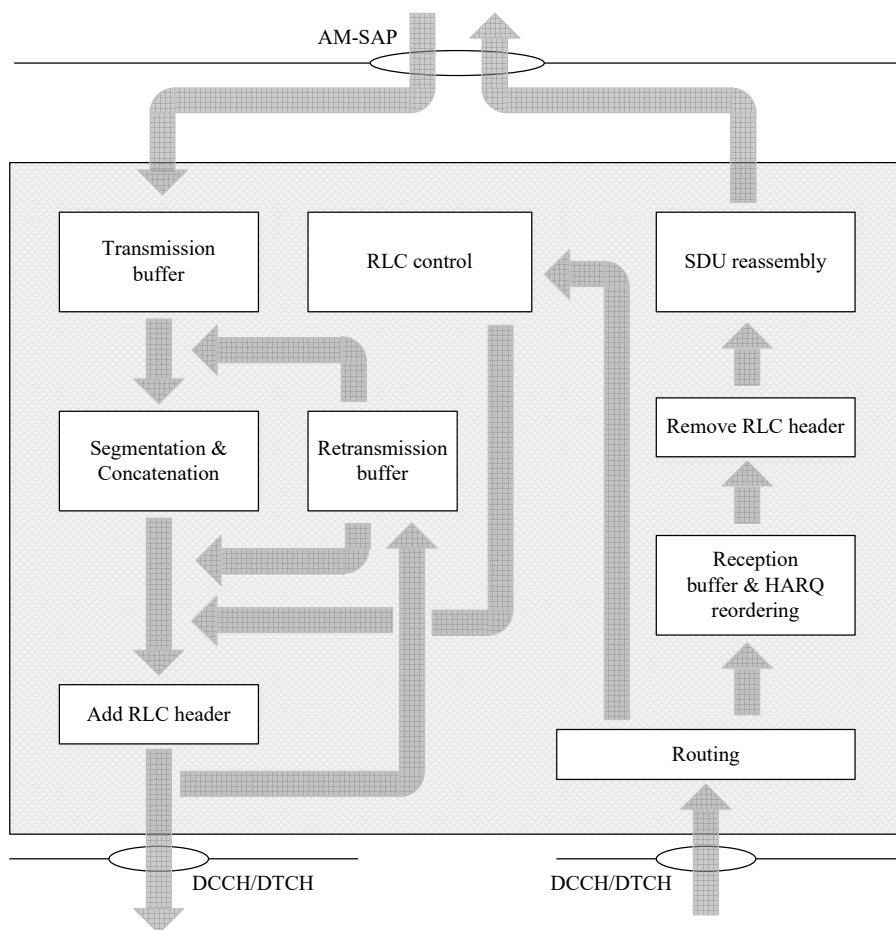 AM-SAP
Transmission
buffer
RLC control
SDU reassembly
Segmentation &
Concatenation
Retransmission
buffer
Remove RLC header
Reception
buffer & HARQ
reordering
Add RLC header
Routing
DCCH/DTCH
DCCH/DTCH